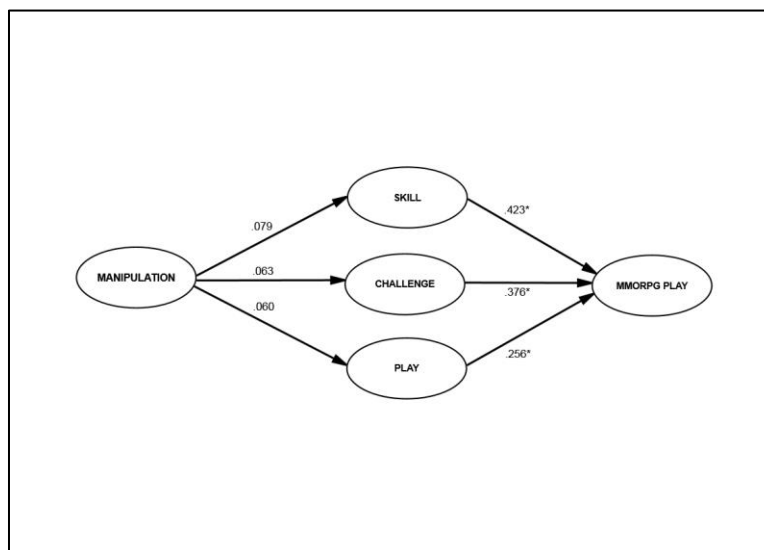 SKILL
.079
.423*
MANIPULATION
.063
CHALLENGE
.376*
MMORPG PLAY
.060
PLAY
.256*